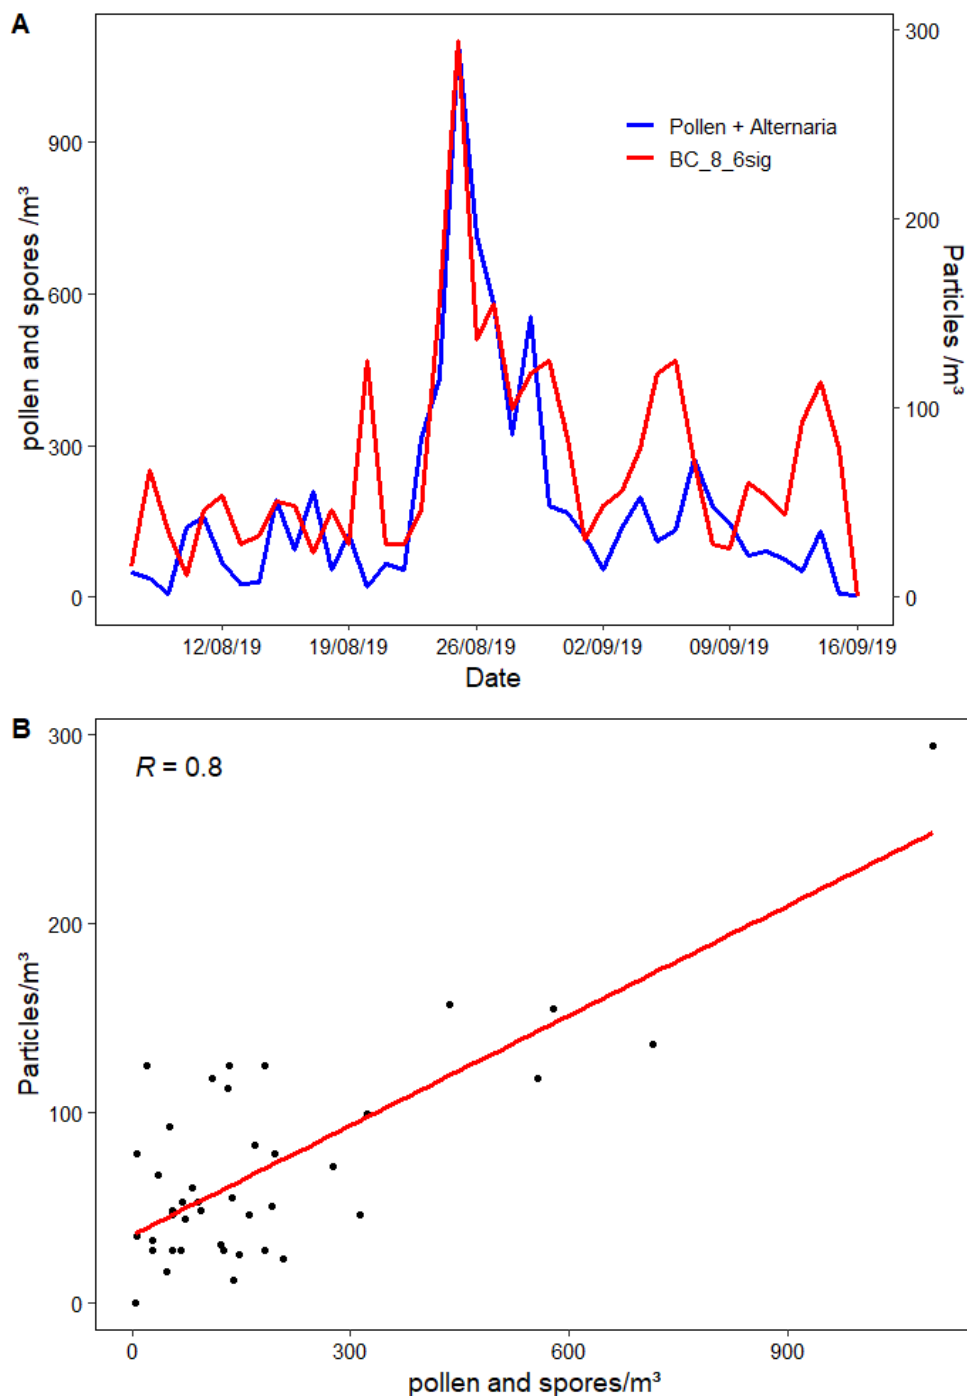 A
300
900
Pollen + Alternaria
BC_8_6sig
200
600
pollen and spores /m³
Particles /m³
300
100
0
0
12/08/19 19/08/19 26/08/19 02/09/19 09/09/19 16/09/19
Date
B
300
R = 0.8
200
Particles/m³
100
0
0 300 600 900
pollen and spores/m³